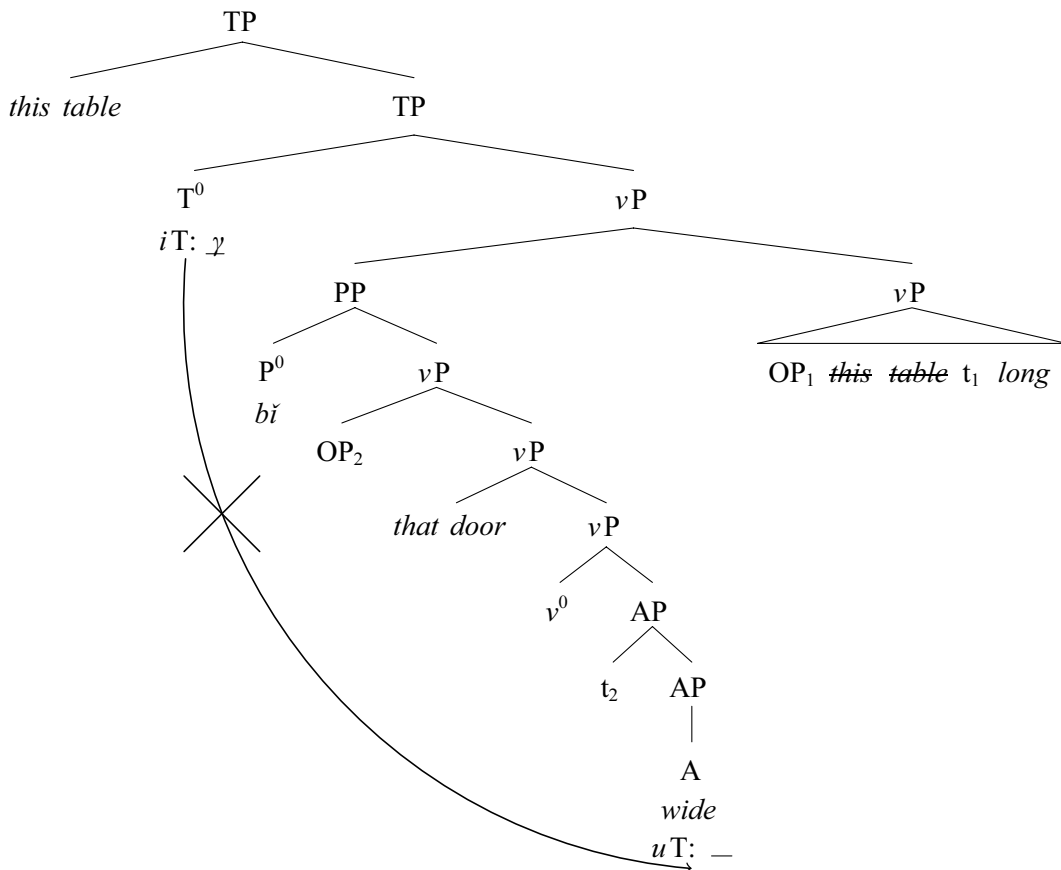 TP
this table TP
T⁰ vP
iT: γ
PP vP
P⁰ vP OP₁ this table t₁ long
bǐ
OP₂ vP
that door vP
v⁰ AP
t₂ AP
A
wide
uT: __